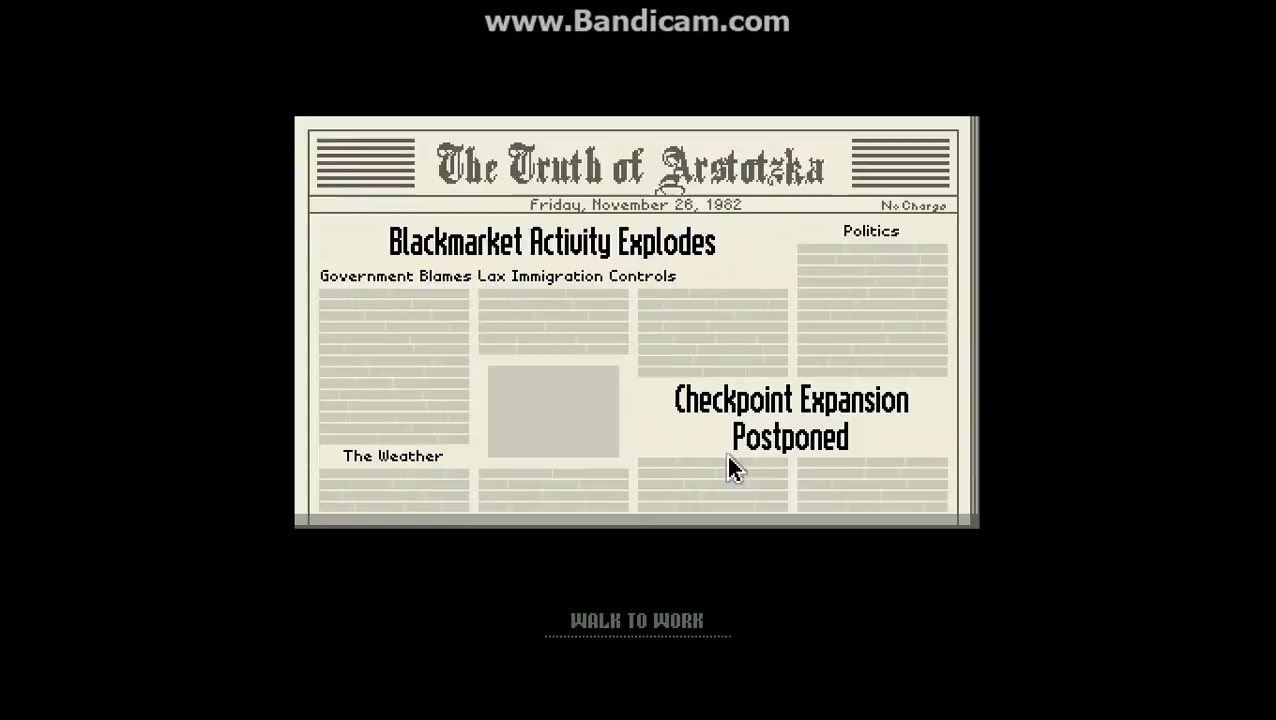 www.Bandicam.com
The Truth of Arstotzka
Friday, November 26, 1982
No Charge
Blackmarket Activity Explodes
Government Blames Lax Immigration Controls
Politics
Checkpoint Expansion
Postponed
The Weather
WALK TO WORK